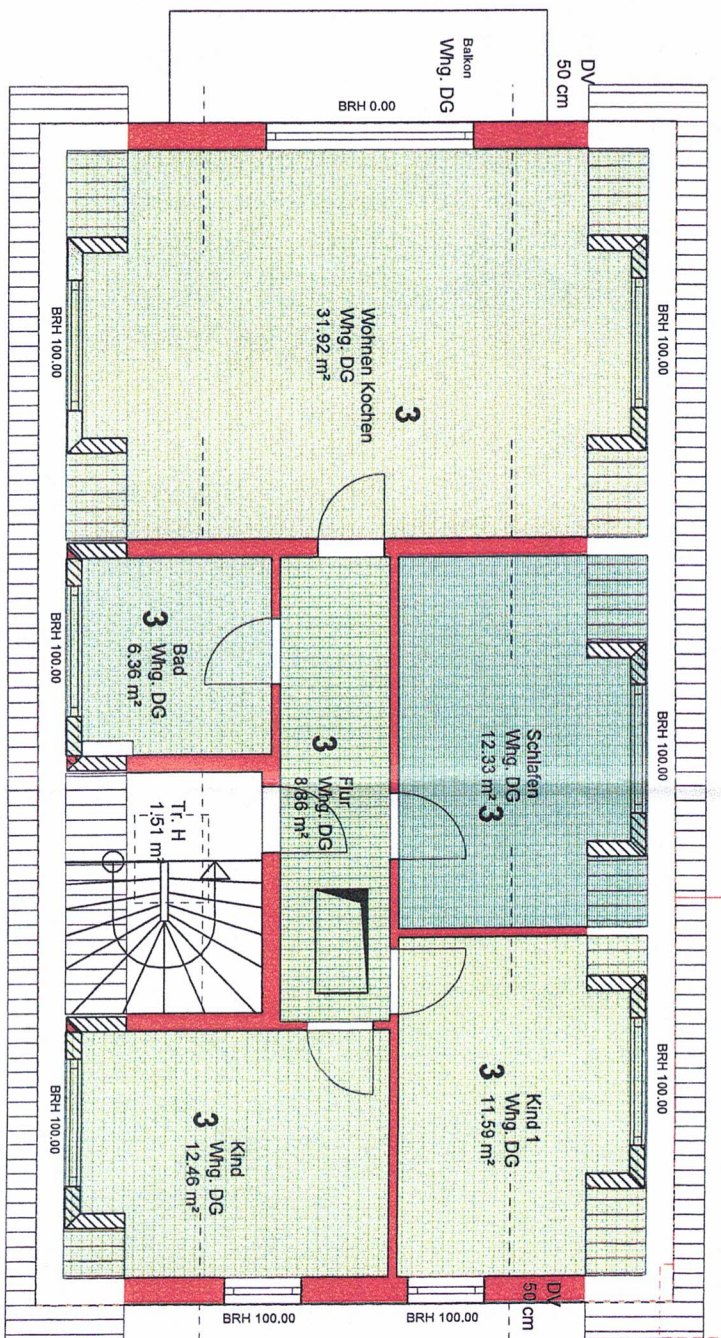 Balkon
Whg. DG
DV
50 cm
BRH 0.00
BRH 100.00
BRH 100.00
Wohnen Kochen
Whg. DG
31.92 m²
3
Bad
Whg. DG
6.36 m²
3
BRH 100.00
Flur
Whg. DG
8.86 m²
3
Schlafen
Whg. DG
12.33 m²
3
BRH 100.00
Tr. H
1.51 m²
Kind 1
Whg. DG
11.59 m²
3
BRH 100.00
Kind
Whg. DG
12.46 m²
3
BRH 100.00
DV
50 cm
BRH 100.00
BRH 100.00